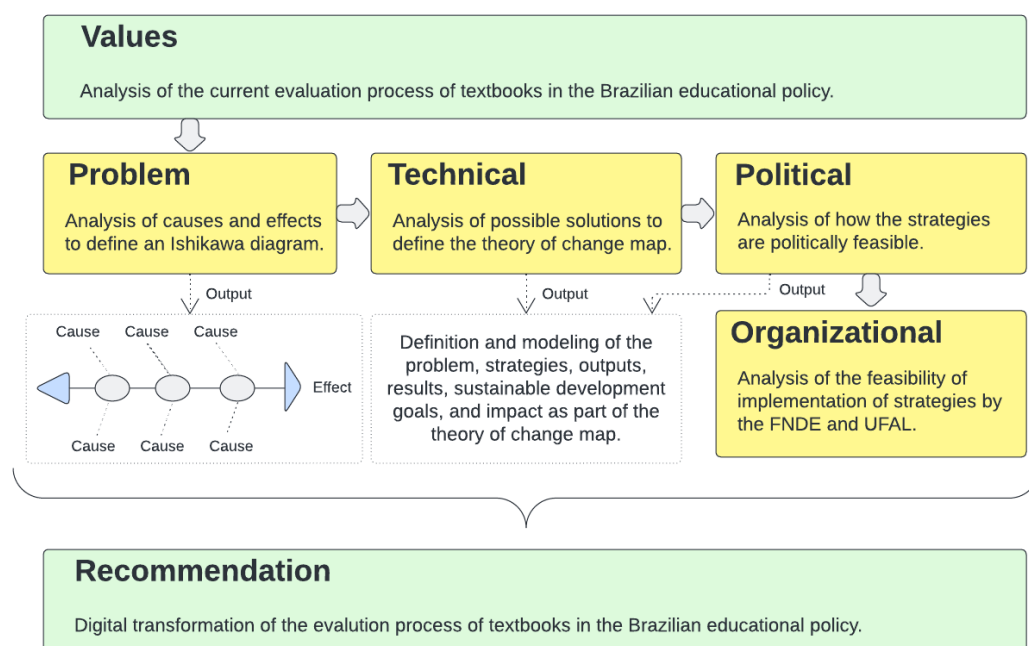 Values
Analysis of the current evaluation process of textbooks in the Brazilian educational policy.
Problem
Analysis of causes and effects
to define an Ishikawa diagram.
Technical
Analysis of possible solutions to
define the theory of change map.
Political
Analysis of how the strategies
are politically feasible.
Output
Output
Output
Cause
Cause
Cause
Effect
Cause
Cause
Cause
Definition and modeling of the
problem, strategies, outputs,
results, sustainable development
goals, and impact as part of the
theory of change map.
Organizational
Analysis of the feasibility of
implementation of strategies by
the FNDE and UFAL.
Recommendation
Digital transformation of the evalution process of textbooks in the Brazilian educational policy.